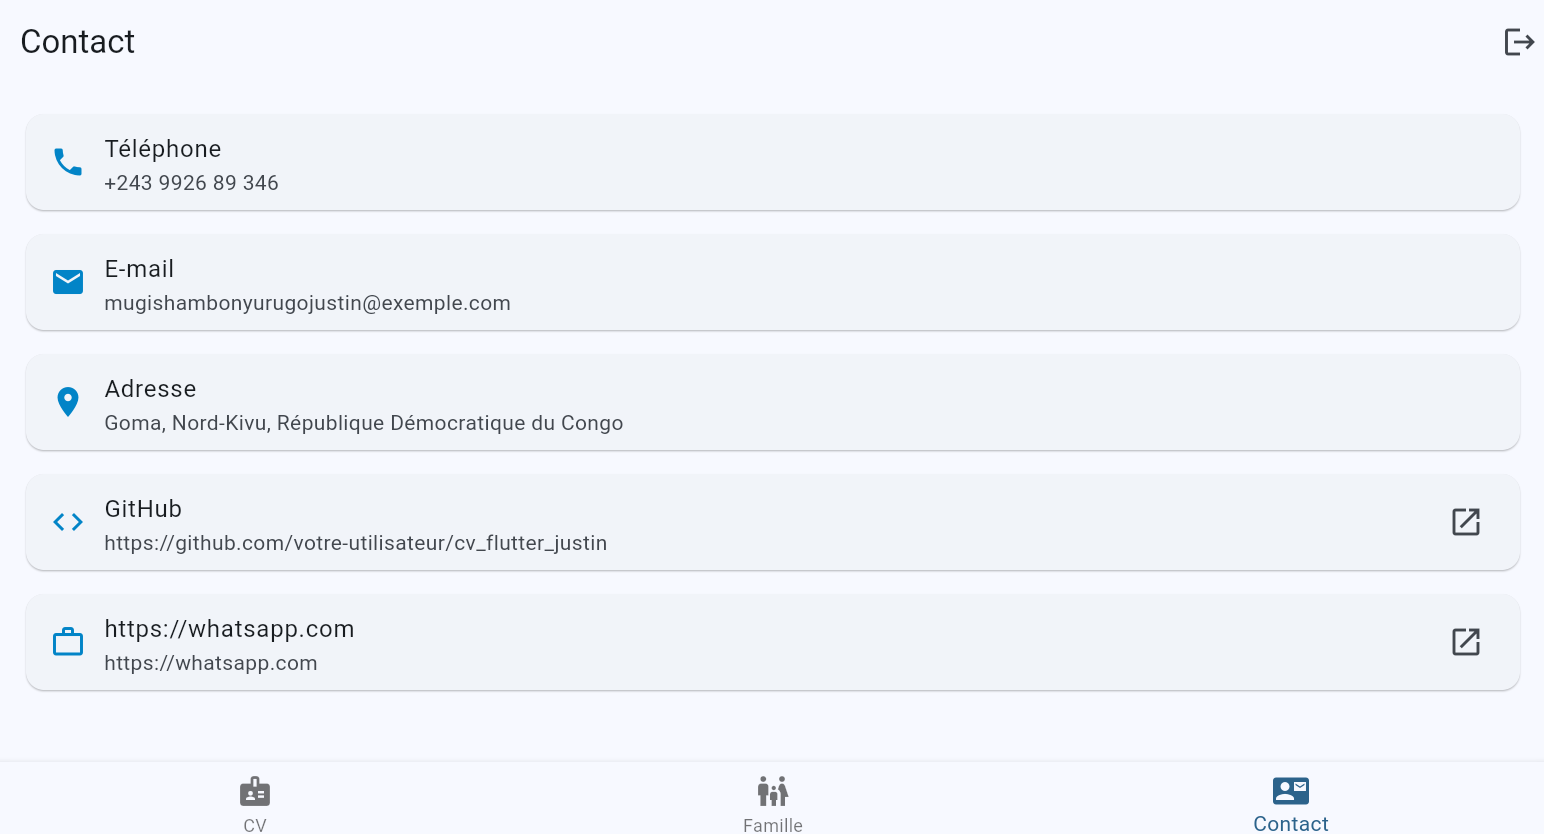 Contact
Téléphone
+243 9926 89 346
E-mail
mugishambonyurugojustin@exemple.com
Adresse
Goma, Nord-Kivu, République Démocratique du Congo
GitHub
https://github.com/votre-utilisateur/cv_flutter_justin
https://whatsapp.com
https://whatsapp.com
CV
Famille
Contact